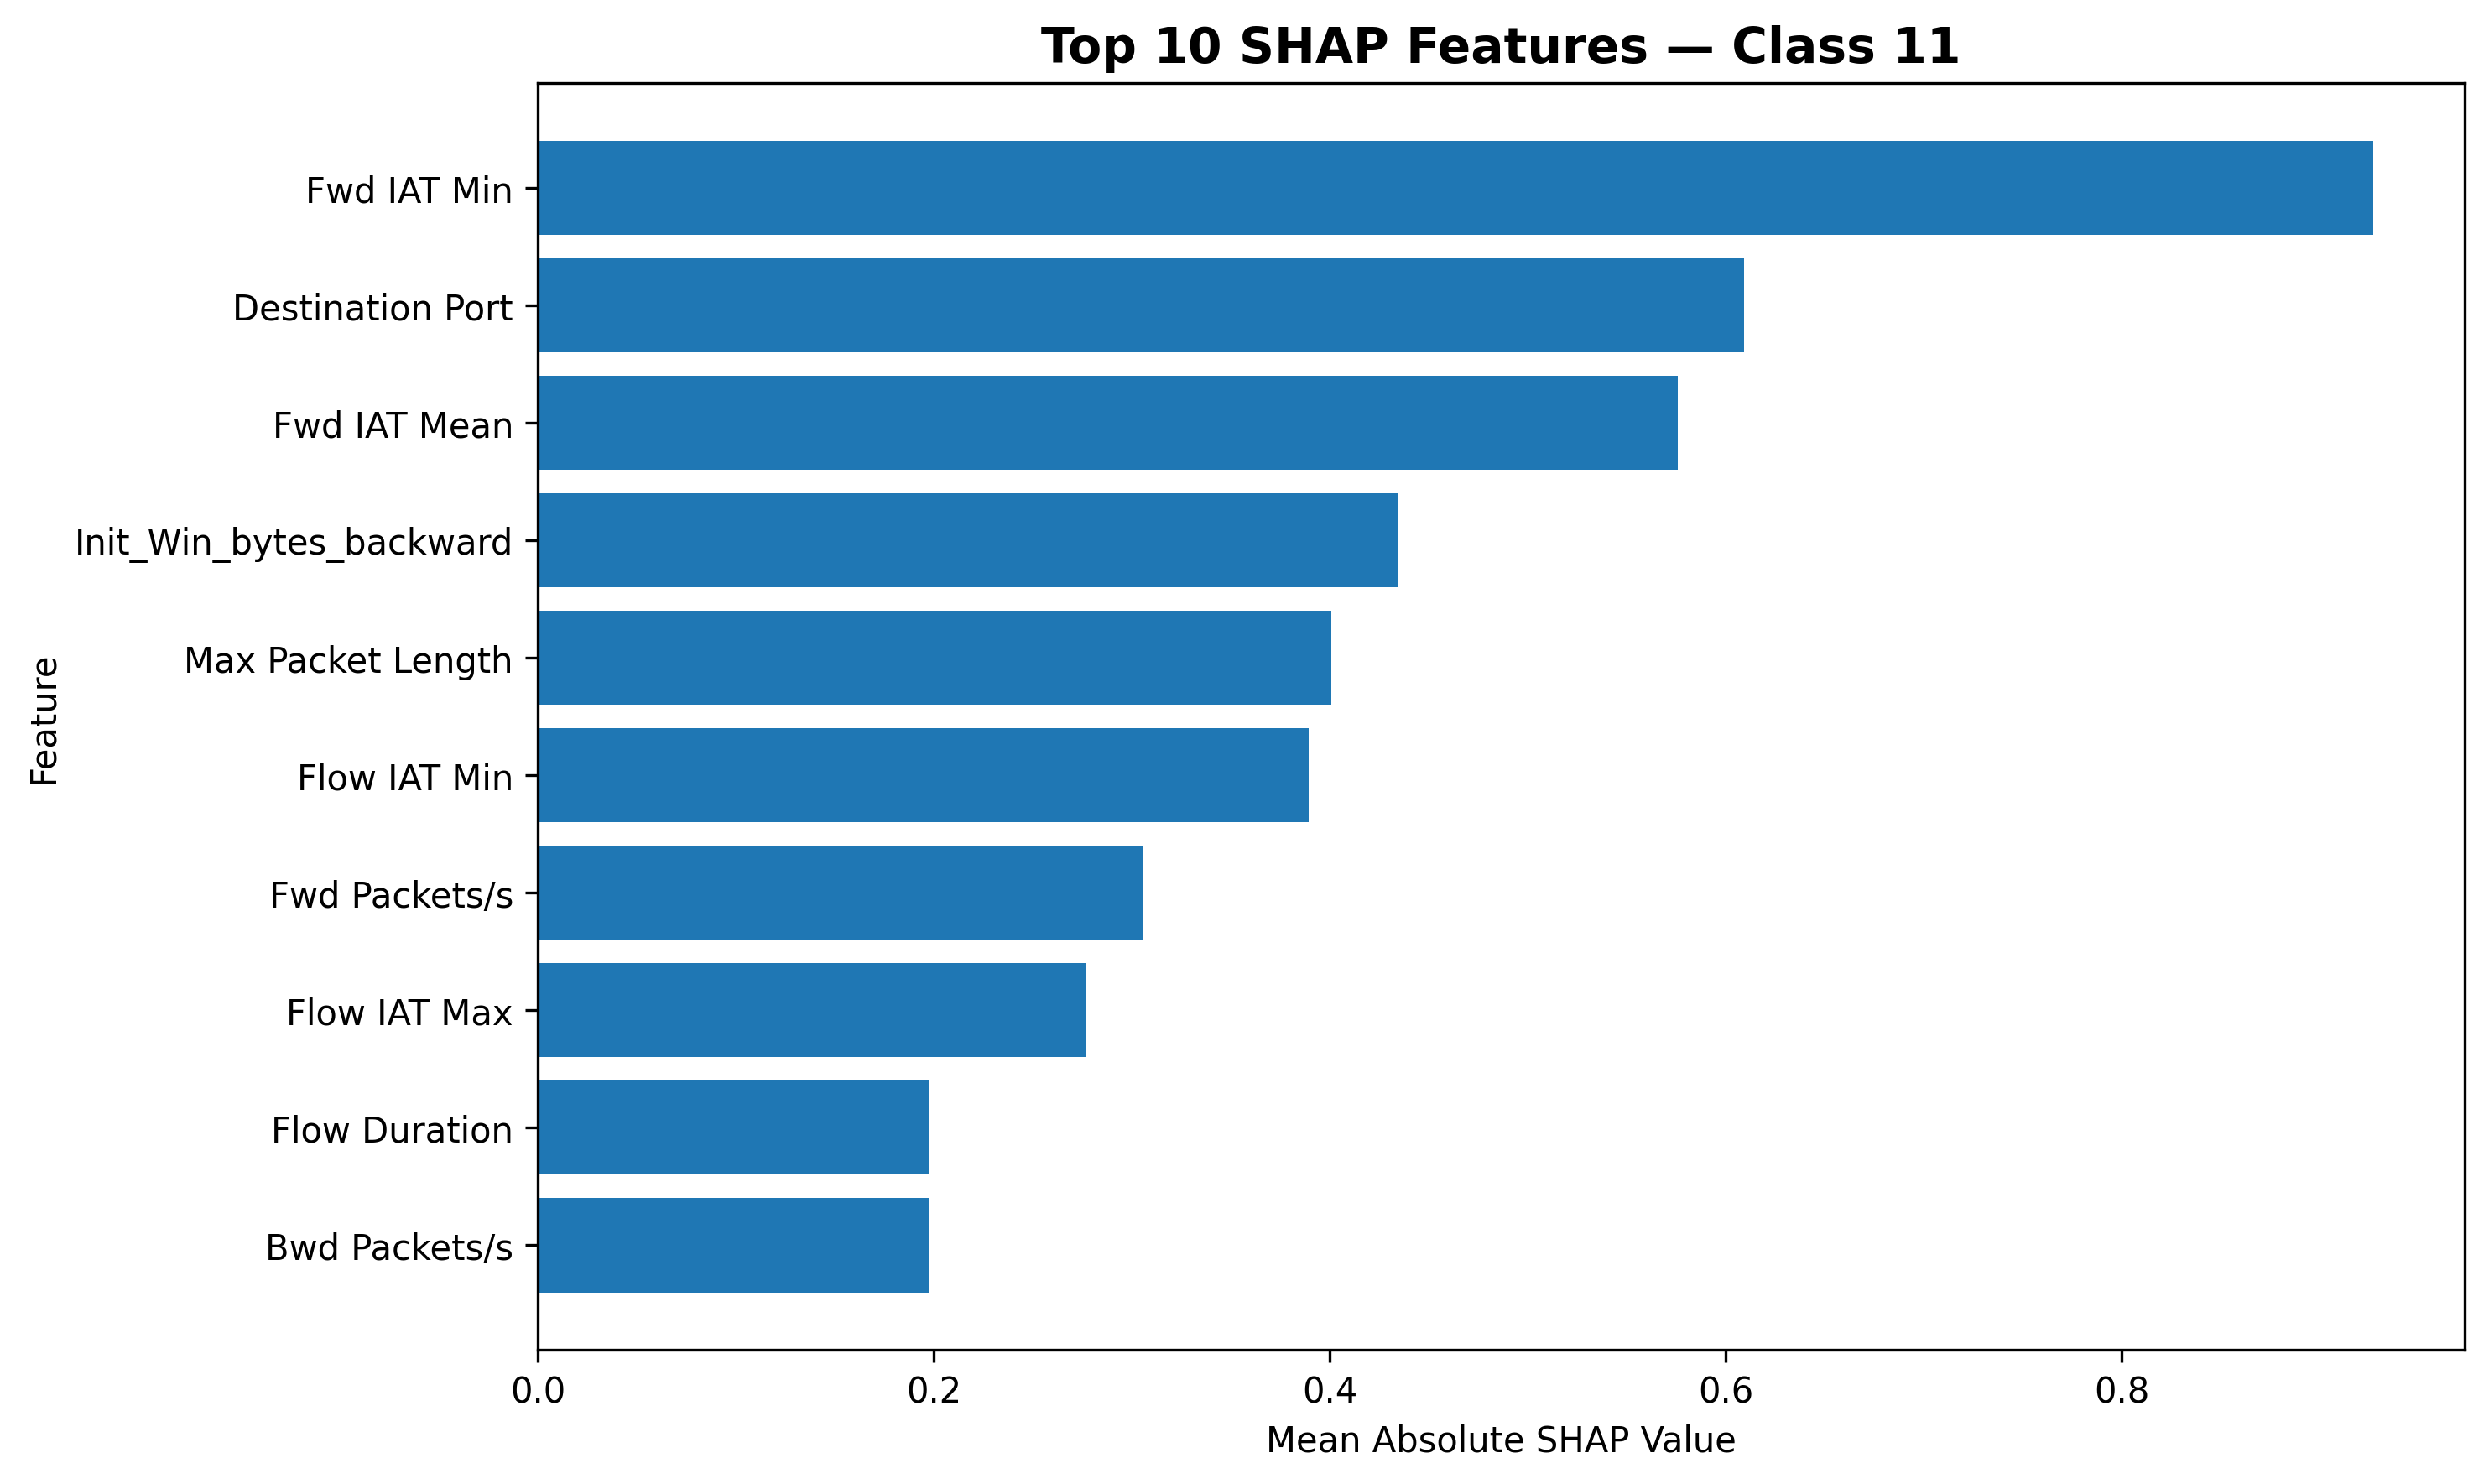 Top 10 SHAP Features — Class 11
Feature
Fwd IAT Min
Destination Port
Fwd IAT Mean
Init_Win_bytes_backward
Max Packet Length
Flow IAT Min
Fwd Packets/s
Flow IAT Max
Flow Duration
Bwd Packets/s
0.0 0.2 0.4 0.6 0.8
Mean Absolute SHAP Value